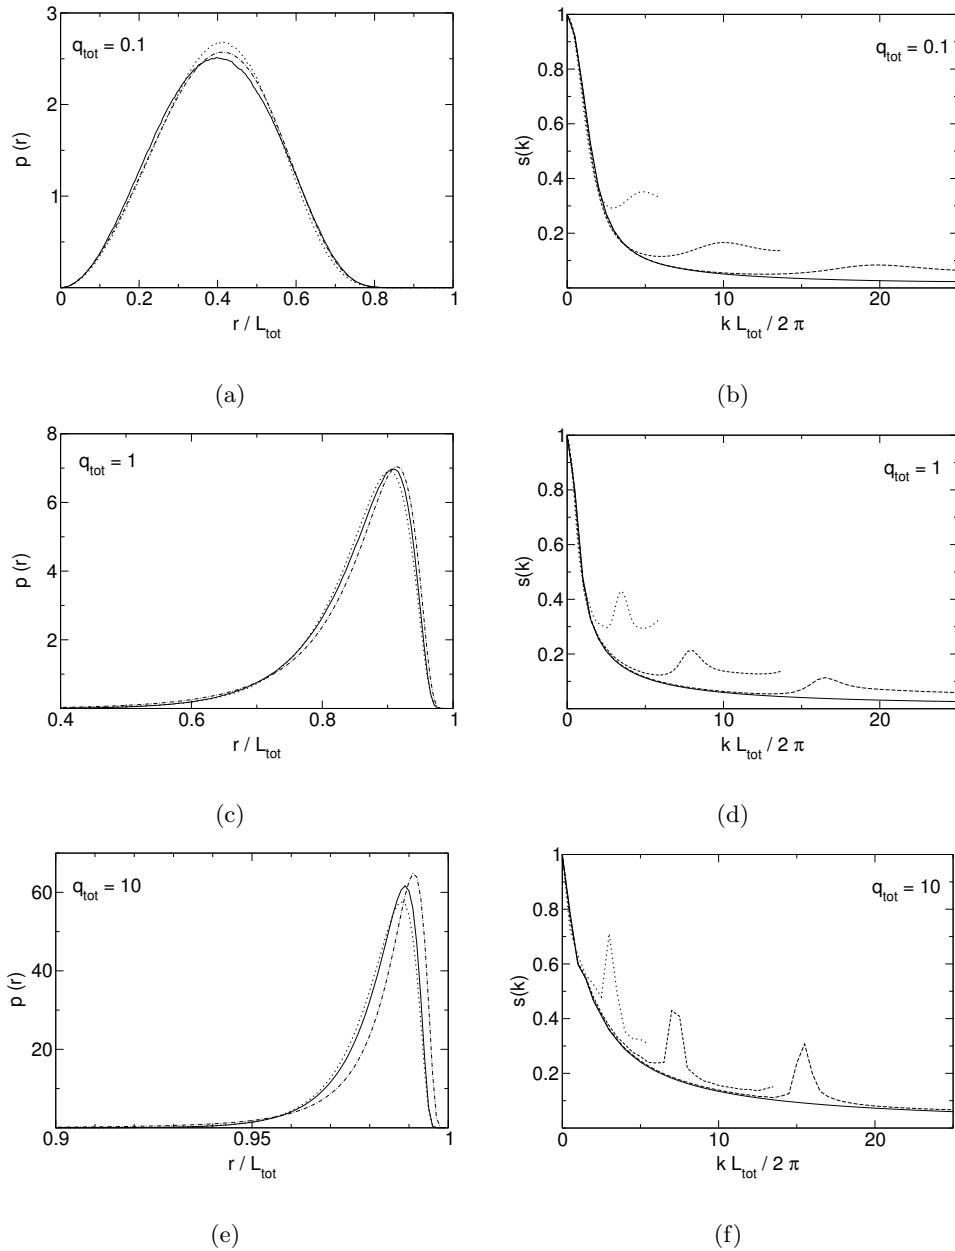 q_tot = 0.1
3
2
1
0
p (r)
0 0.2 0.4 0.6 0.8 1
r / L_tot
(a)
q_tot = 0.1
1
0.8
0.6
0.4
0.2
s(k)
0 10 20
k L_tot / 2 π
(b)
q_tot = 1
8
6
4
2
0
p (r)
0.4 0.6 0.8 1
r / L_tot
(c)
q_tot = 1
1
0.8
0.6
0.4
0.2
s(k)
0 10 20
k L_tot / 2 π
(d)
q_tot = 10
60
40
20
p (r)
0.9 0.95 1
r / L_tot
(e)
q_tot = 10
1
0.8
0.6
0.4
0.2
s(k)
0 10 20
k L_tot / 2 π
(f)